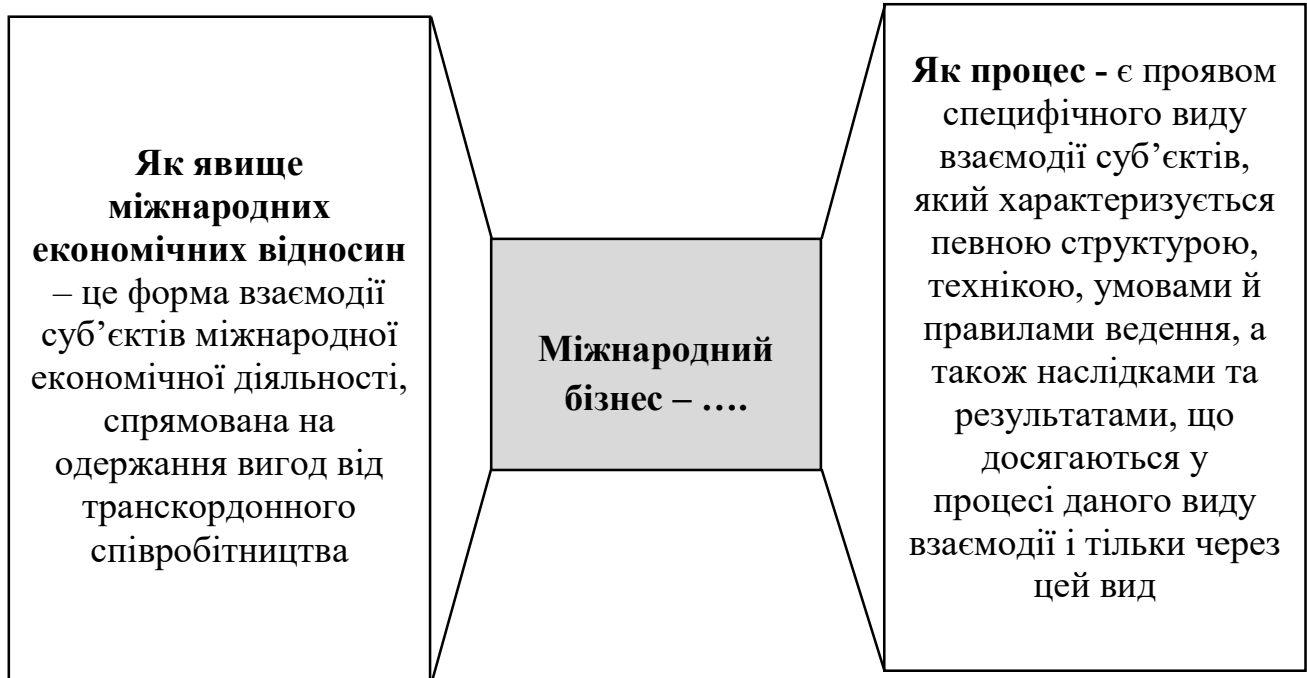 Як явище
міжнародних
економічних відносин
– це форма взаємодії
суб’єктів міжнародної
економічної діяльності,
спрямована на
одержання вигод від
транскордонного
співробітництва
Міжнародний
бізнес – ….
Як процес - є проявом
специфічного виду
взаємодії суб’єктів,
який характеризується
певною структурою,
технікою, умовами й
правилами ведення, а
також наслідками та
результатами, що
досягаються у
процесі даного виду
взаємодії і тільки через
цей вид